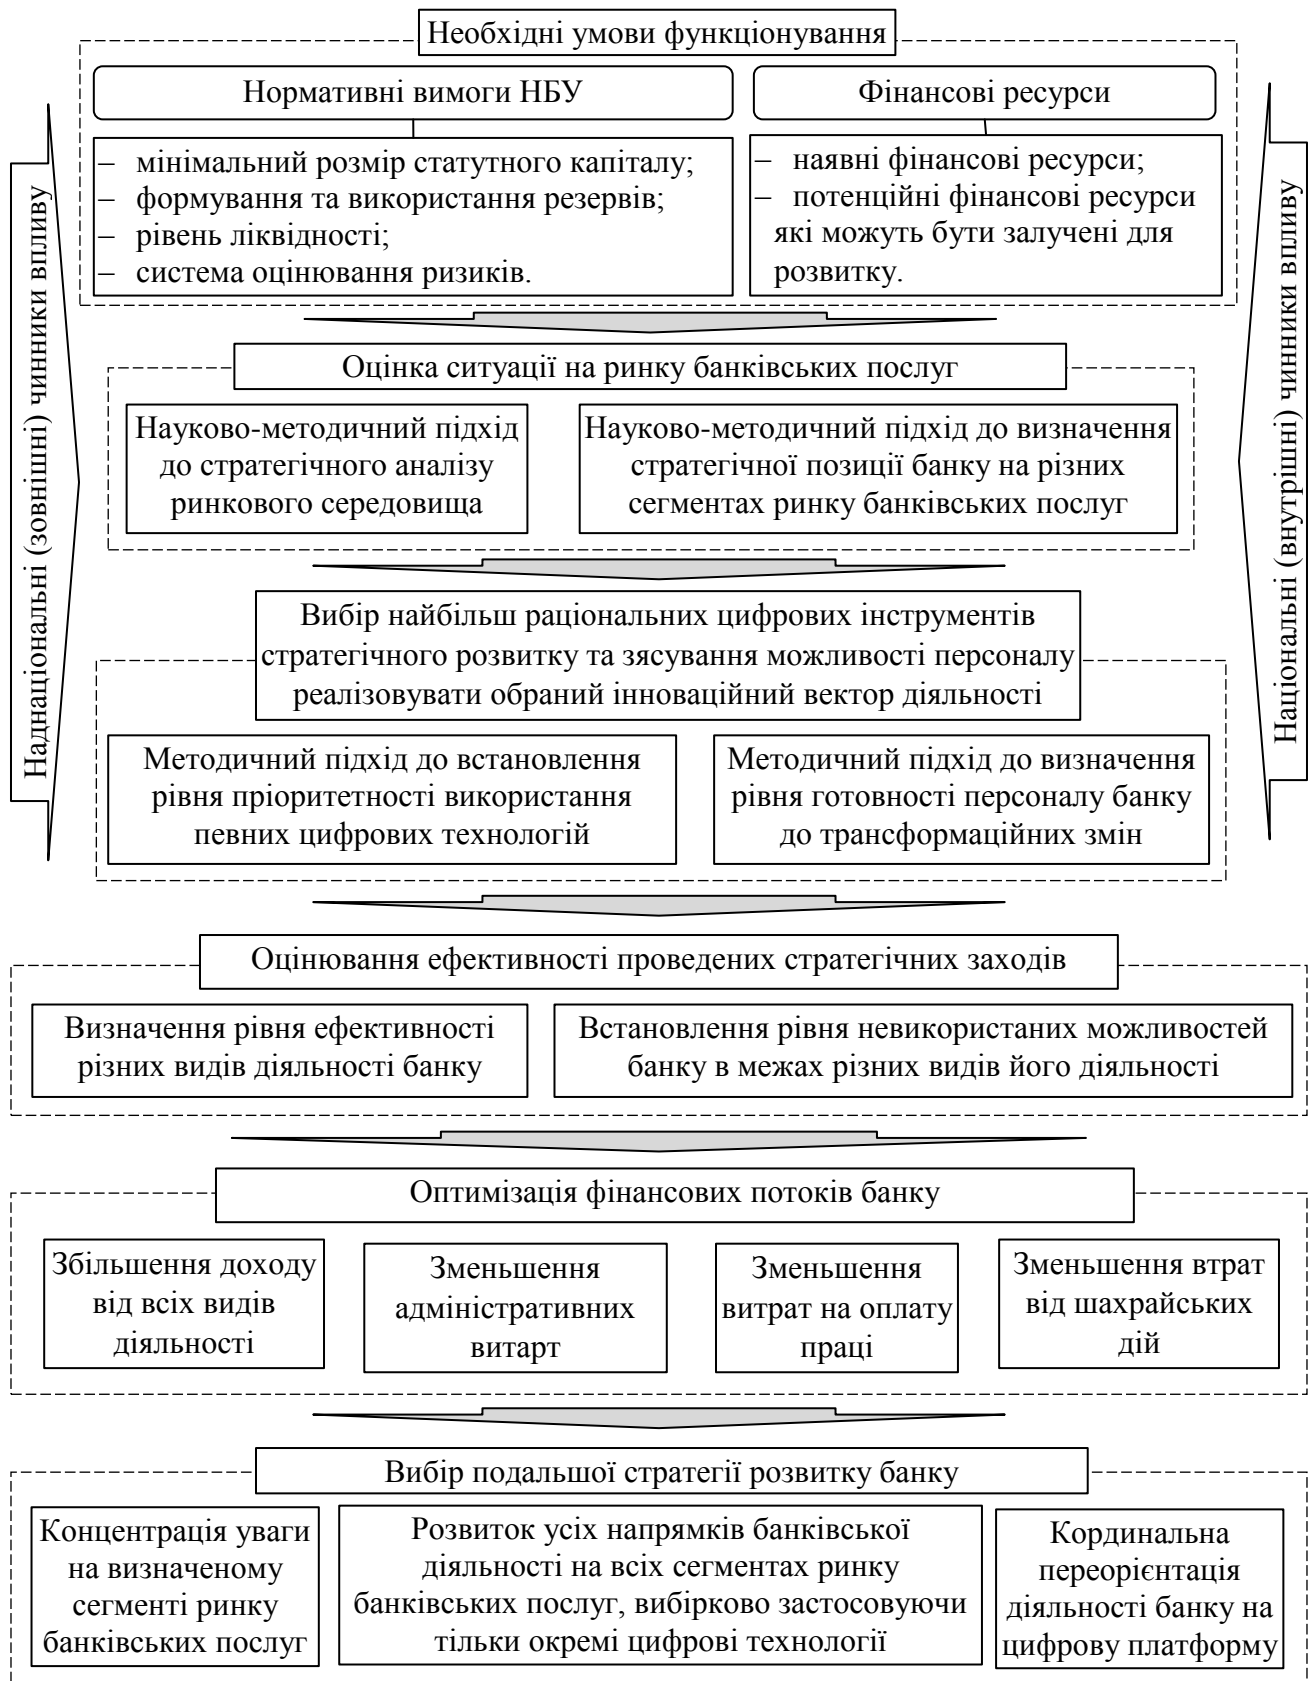 Необхідні умови функціонування
Нормативні вимоги НБУ
Фінансові ресурси
– мінімальний розмір статутного капіталу;
– формування та використання резервів;
– рівень ліквідності;
– система оцінювання ризиків.
– наявні фінансові ресурси;
– потенційні фінансові ресурси
які можуть бути залучені для
розвитку.
Наднаціональні (зовнішні) чинники впливу
Національні (внутрішні) чинники впливу
Оцінка ситуації на ринку банківських послуг
Науково-методичний підхід
до стратегічного аналізу
ринкового середовища
Науково-методичний підхід до визначення
стратегічної позиції банку на різних
сегментах ринку банківських послуг
Вибір найбільш раціональних цифрових інструментів
стратегічного розвитку та зясування можливості персоналу
реалізовувати обраний інноваційний вектор діяльності
Методичний підхід до встановлення
рівня пріоритетності використання
певних цифрових технологій
Методичний підхід до визначення
рівня готовності персоналу банку
до трансформаційних змін
Оцінювання ефективності проведених стратегічних заходів
Визначення рівня ефективності
різних видів діяльності банку
Встановлення рівня невикористаних можливостей
банку в межах різних видів його діяльності
Оптимізація фінансових потоків банку
Збільшення доходу
від всіх видів
діяльності
Зменьшення
адміністративних
витарт
Зменьшення
витрат на оплату
праці
Зменьшення втрат
від шахрайських
дій
Вибір подальшої стратегії розвитку банку
Концентрація уваги
на визначеному
сегменті ринку
банківських послуг
Розвиток усіх напрямків банківської
діяльності на всіх сегментах ринку
банківських послуг, вибірково застосовуючи
тільки окремі цифрові технології
Кординальна
переорієнтація
діяльності банку на
цифрову платформу